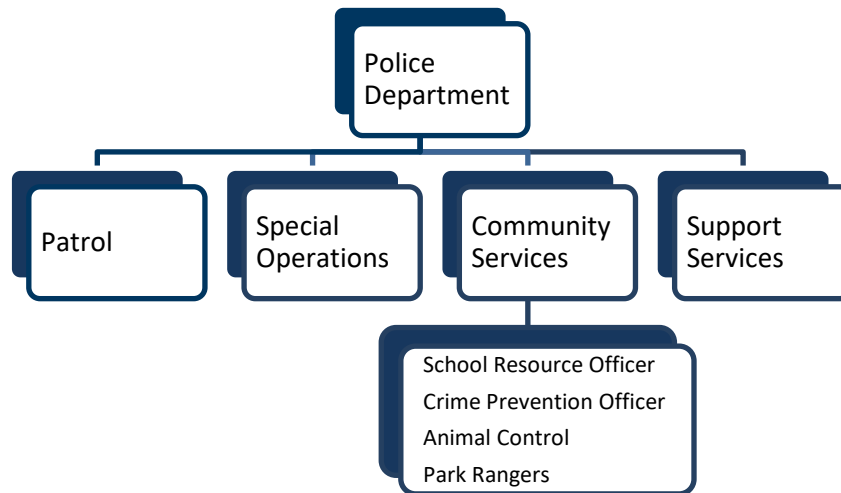 Police
Department
Patrol
Special
Operations
Community
Services
Support
Services
School Resource Officer
Crime Prevention Officer
Animal Control
Park Rangers